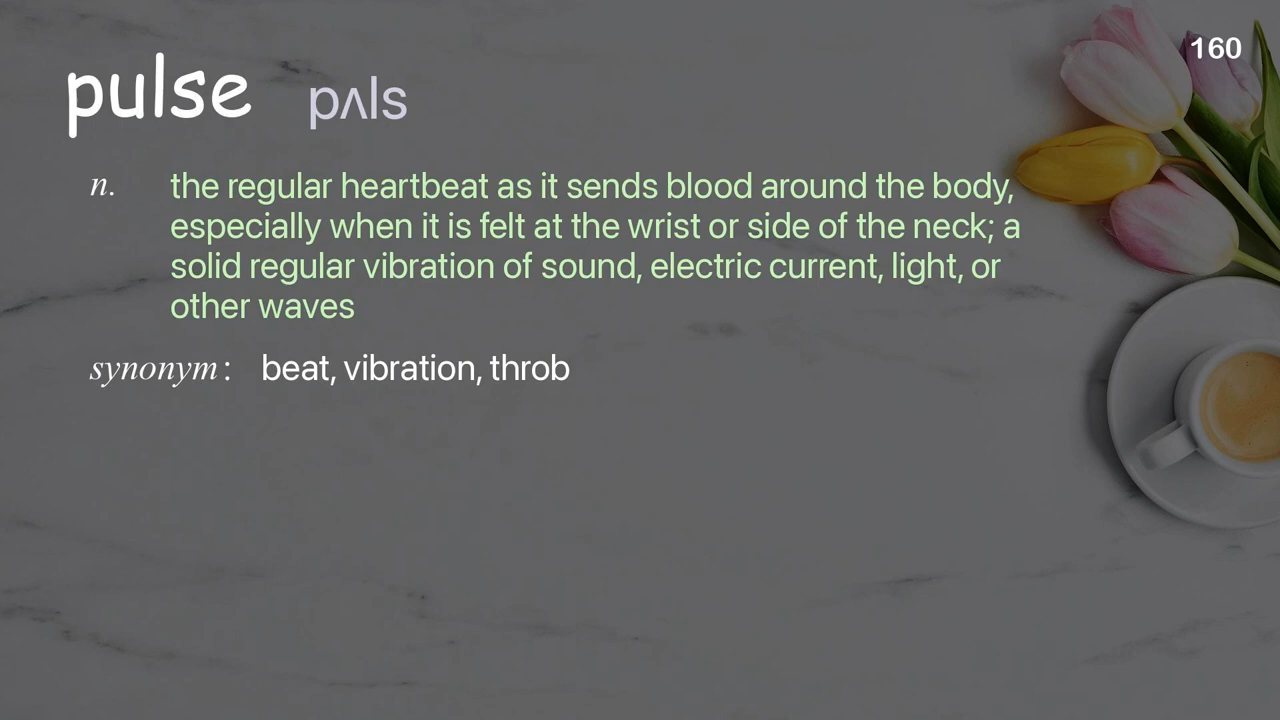 160
pulse pʌls
n. the regular heartbeat as it sends blood around the body,
especially when it is felt at the wrist or side of the neck; a
solid regular vibration of sound, electric current, light, or
other waves
synonym: beat, vibration, throb